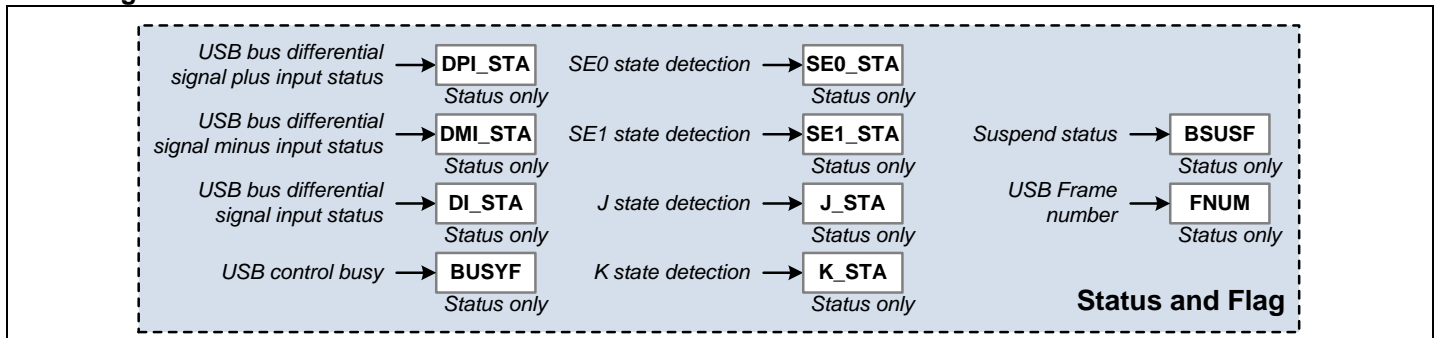 USB bus differential
signal plus input status
DPI_STA
Status only
SE0 state detection
SE0_STA
Status only
USB bus differential
signal minus input status
DMI_STA
Status only
SE1 state detection
SE1_STA
Status only
Suspend status
BSUSF
Status only
USB bus differential
signal input status
DI_STA
Status only
J state detection
J_STA
Status only
USB Frame
number
FNUM
Status only
USB control busy
BUSYF
Status only
K state detection
K_STA
Status only
Status and Flag